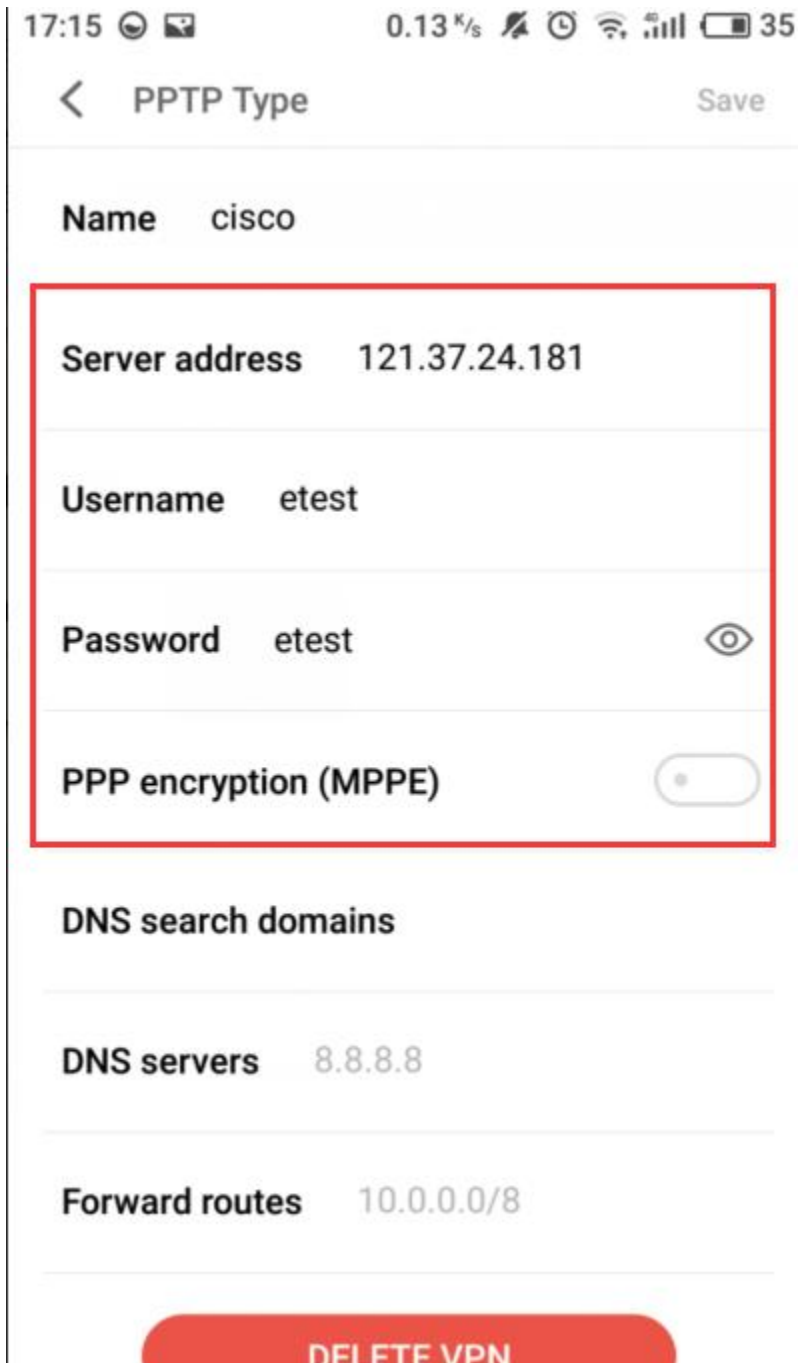 17:15 0.13 K/s 4G 35
PPTP Type Save
Name cisco
Server address 121.37.24.181
Username etest
Password etest
PPP encryption (MPPE)
DNS search domains
DNS servers 8.8.8.8
Forward routes 10.0.0.0/8
DELETE VPN